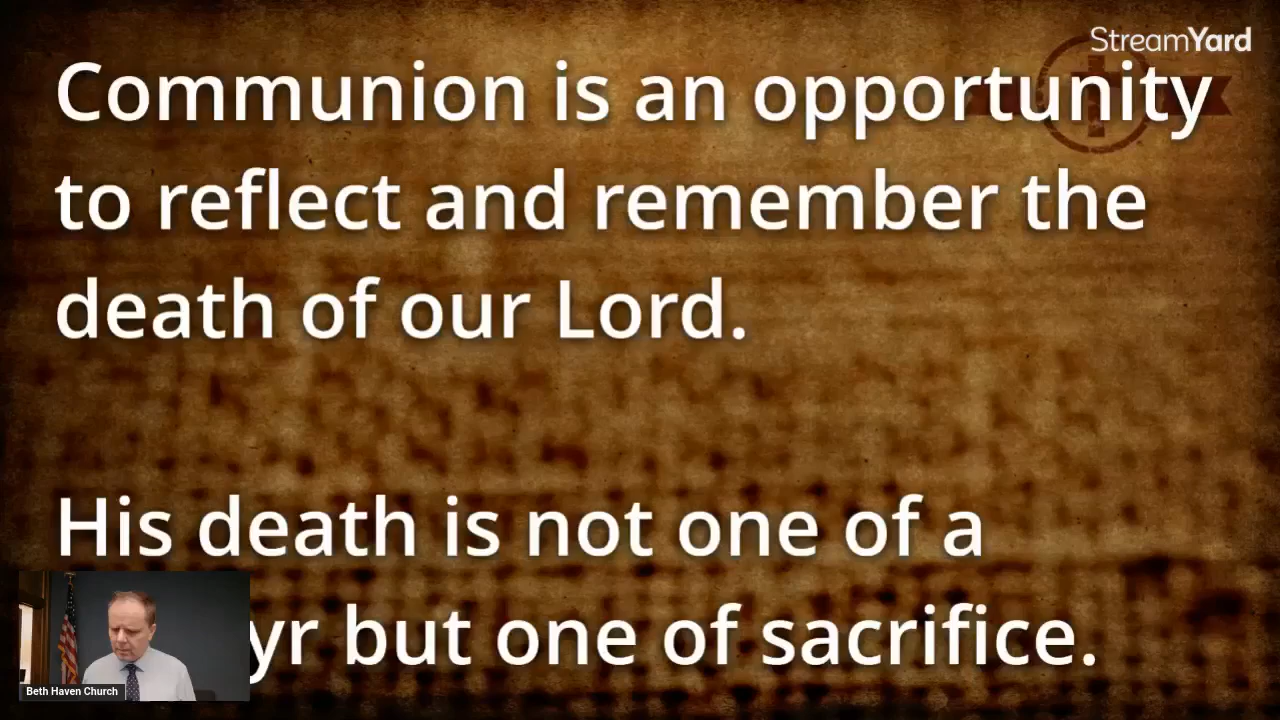 StreamYard
Communion is an opportunity
to reflect and remember the
death of our Lord.
His death is not one of a
yr but one of sacrifice.
Beth Haven Church